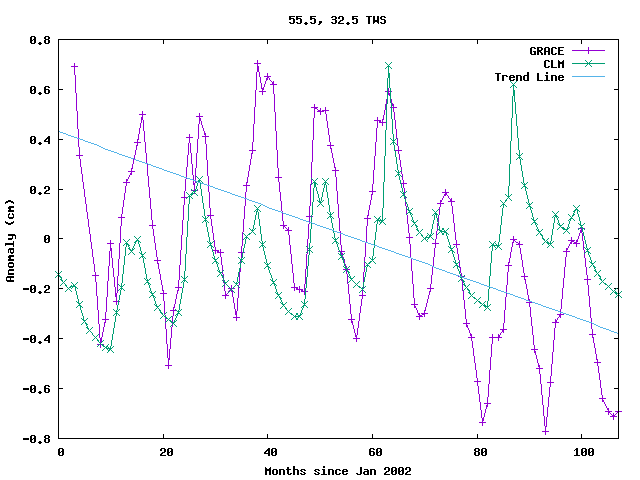 55.5, 32.5 TWS
GRACE
CLM
Trend Line
0.8
0.6
0.4
0.2
0
-0.2
-0.4
-0.6
-0.8
Anomaly (cm)
0 20 40 60 80 100
Months since Jan 2002